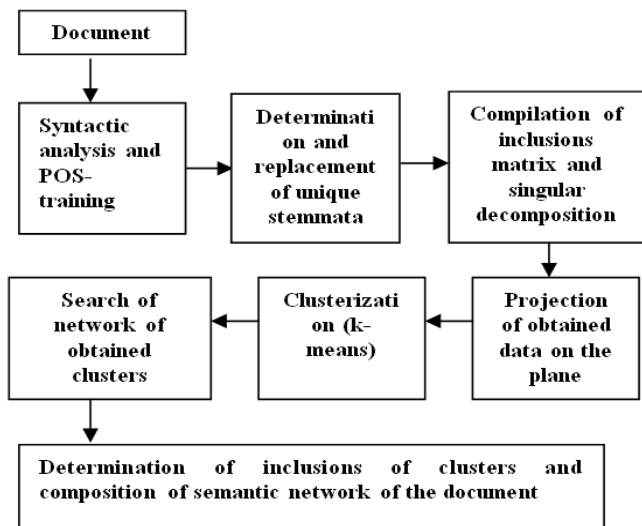 Document
Syntactic
analysis and
POS-
training
Determinati
on and
replacement
of unique
stemmata
Compilation of
inclusions
matrix and
singular
decomposition
Search of
network of
obtained
clusters
Clusterizati
on (k-
means)
Projection
of obtained
data on the
plane
Determination of inclusions of clusters and
composition of semantic network of the document